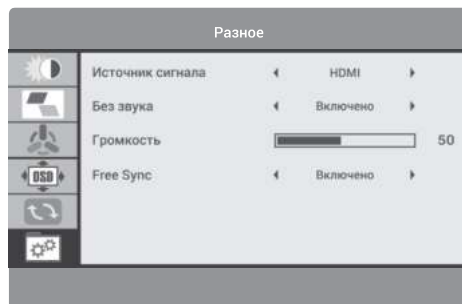 Разное
Источник сигнала HDMI
Без звука Включено
Громкость 50
OSD Free Sync Включено